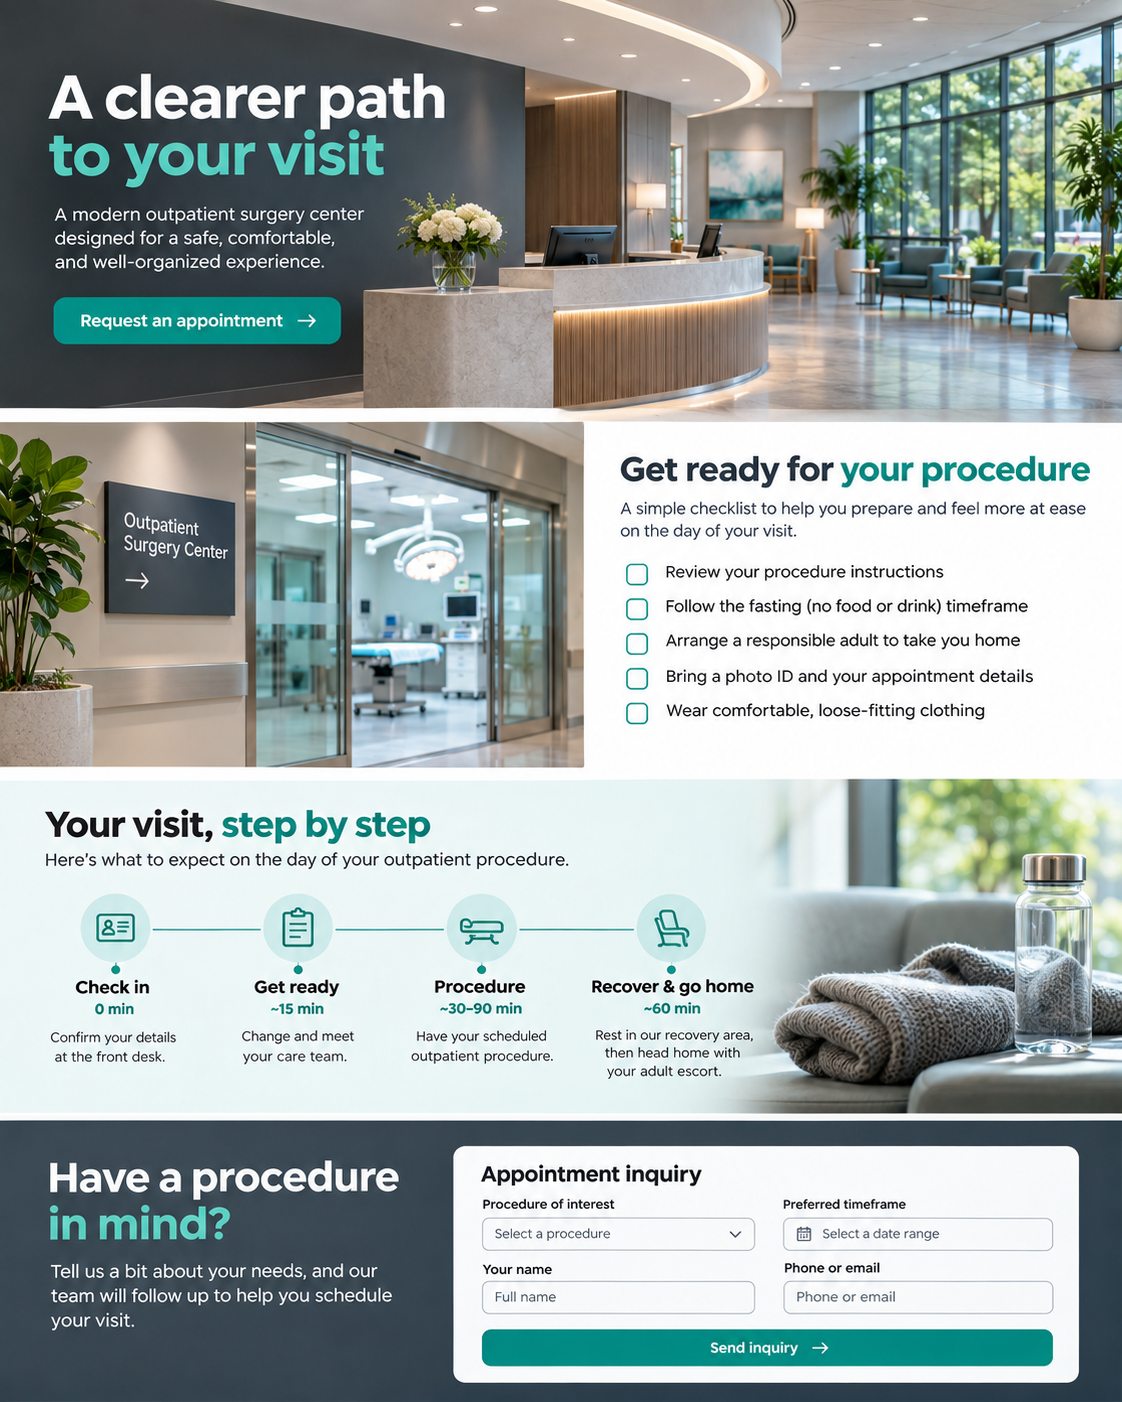 A clearer path
to your visit
A modern outpatient surgery center
designed for a safe, comfortable,
and well-organized experience.
Request an appointment →
Outpatient
Surgery Center
→
Get ready for your procedure
A simple checklist to help you prepare and feel more at ease
on the day of your visit.
Review your procedure instructions
Follow the fasting (no food or drink) timeframe
Arrange a responsible adult to take you home
Bring a photo ID and your appointment details
Wear comfortable, loose-fitting clothing
Your visit, step by step
Here's what to expect on the day of your outpatient procedure.
Check in
0 min
Confirm your details
at the front desk.
Get ready
~15 min
Change and meet
your care team.
Procedure
~30–90 min
Have your scheduled
outpatient procedure.
Recover & go home
~60 min
Rest in our recovery area,
then head home with
your adult escort.
Have a procedure
in mind?
Tell us a bit about your needs, and our
team will follow up to help you schedule
your visit.
Appointment inquiry
Procedure of interest
Select a procedure
Preferred timeframe
Select a date range
Your name
Full name
Phone or email
Phone or email
Send inquiry →